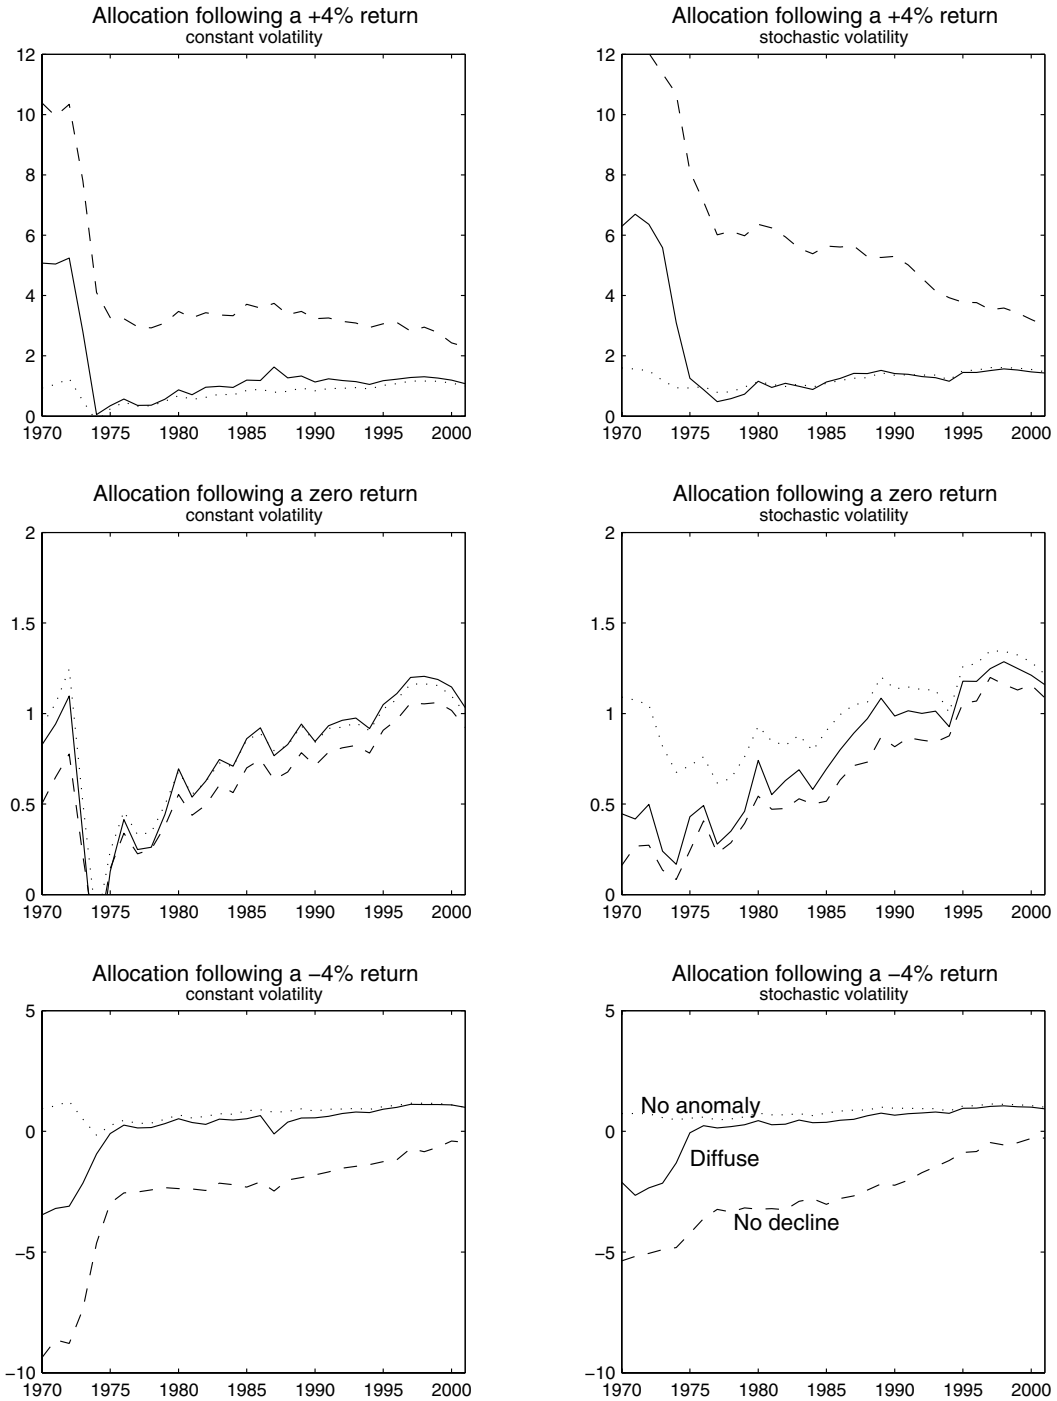 Allocation following a +4% return
constant volatility
12
10
8
6
4
2
0
1970 1975 1980 1985 1990 1995 2000
Allocation following a +4% return
stochastic volatility
12
10
8
6
4
2
0
1970 1975 1980 1985 1990 1995 2000
Allocation following a zero return
constant volatility
2
1.5
1
0.5
0
1970 1975 1980 1985 1990 1995 2000
Allocation following a zero return
stochastic volatility
2
1.5
1
0.5
0
1970 1975 1980 1985 1990 1995 2000
Allocation following a −4% return
constant volatility
5
0
−5
−10
1970 1975 1980 1985 1990 1995 2000
Allocation following a −4% return
stochastic volatility
5
0
−5
−10
No anomaly
Diffuse
No decline
1970 1975 1980 1985 1990 1995 2000